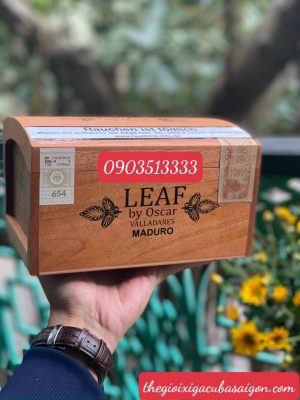 Rauchen ist tödlich
0903513333
654
LEAF
by Oscar
VALLADARES
MADURO
thegioixigacubasaigon.com